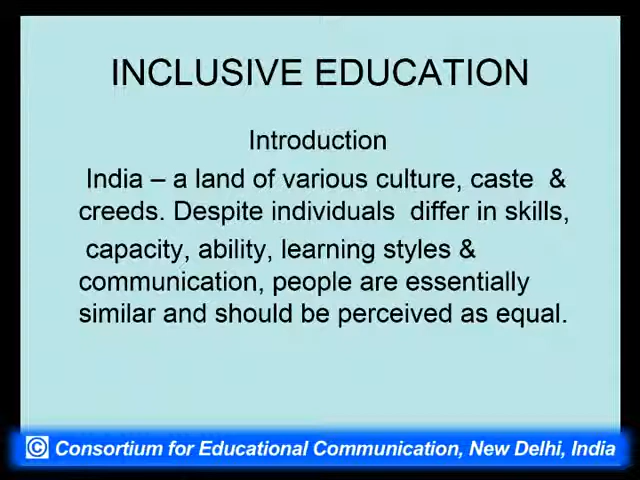 INCLUSIVE EDUCATION
Introduction
India – a land of various culture, caste & 
creeds. Despite individuals differ in skills,
capacity, ability, learning styles &
communication, people are essentially
similar and should be perceived as equal.
© Consortium for Educational Communication, New Delhi, India